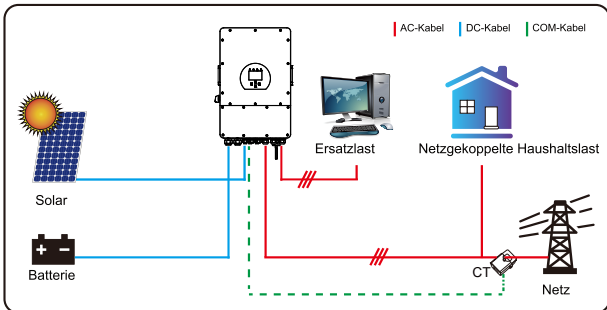 AC-Kabel
DC-Kabel
COM-Kabel
Ersatzlast
Netzgekoppelte Haushaltslast
Solar
Batterie
CT
Netz